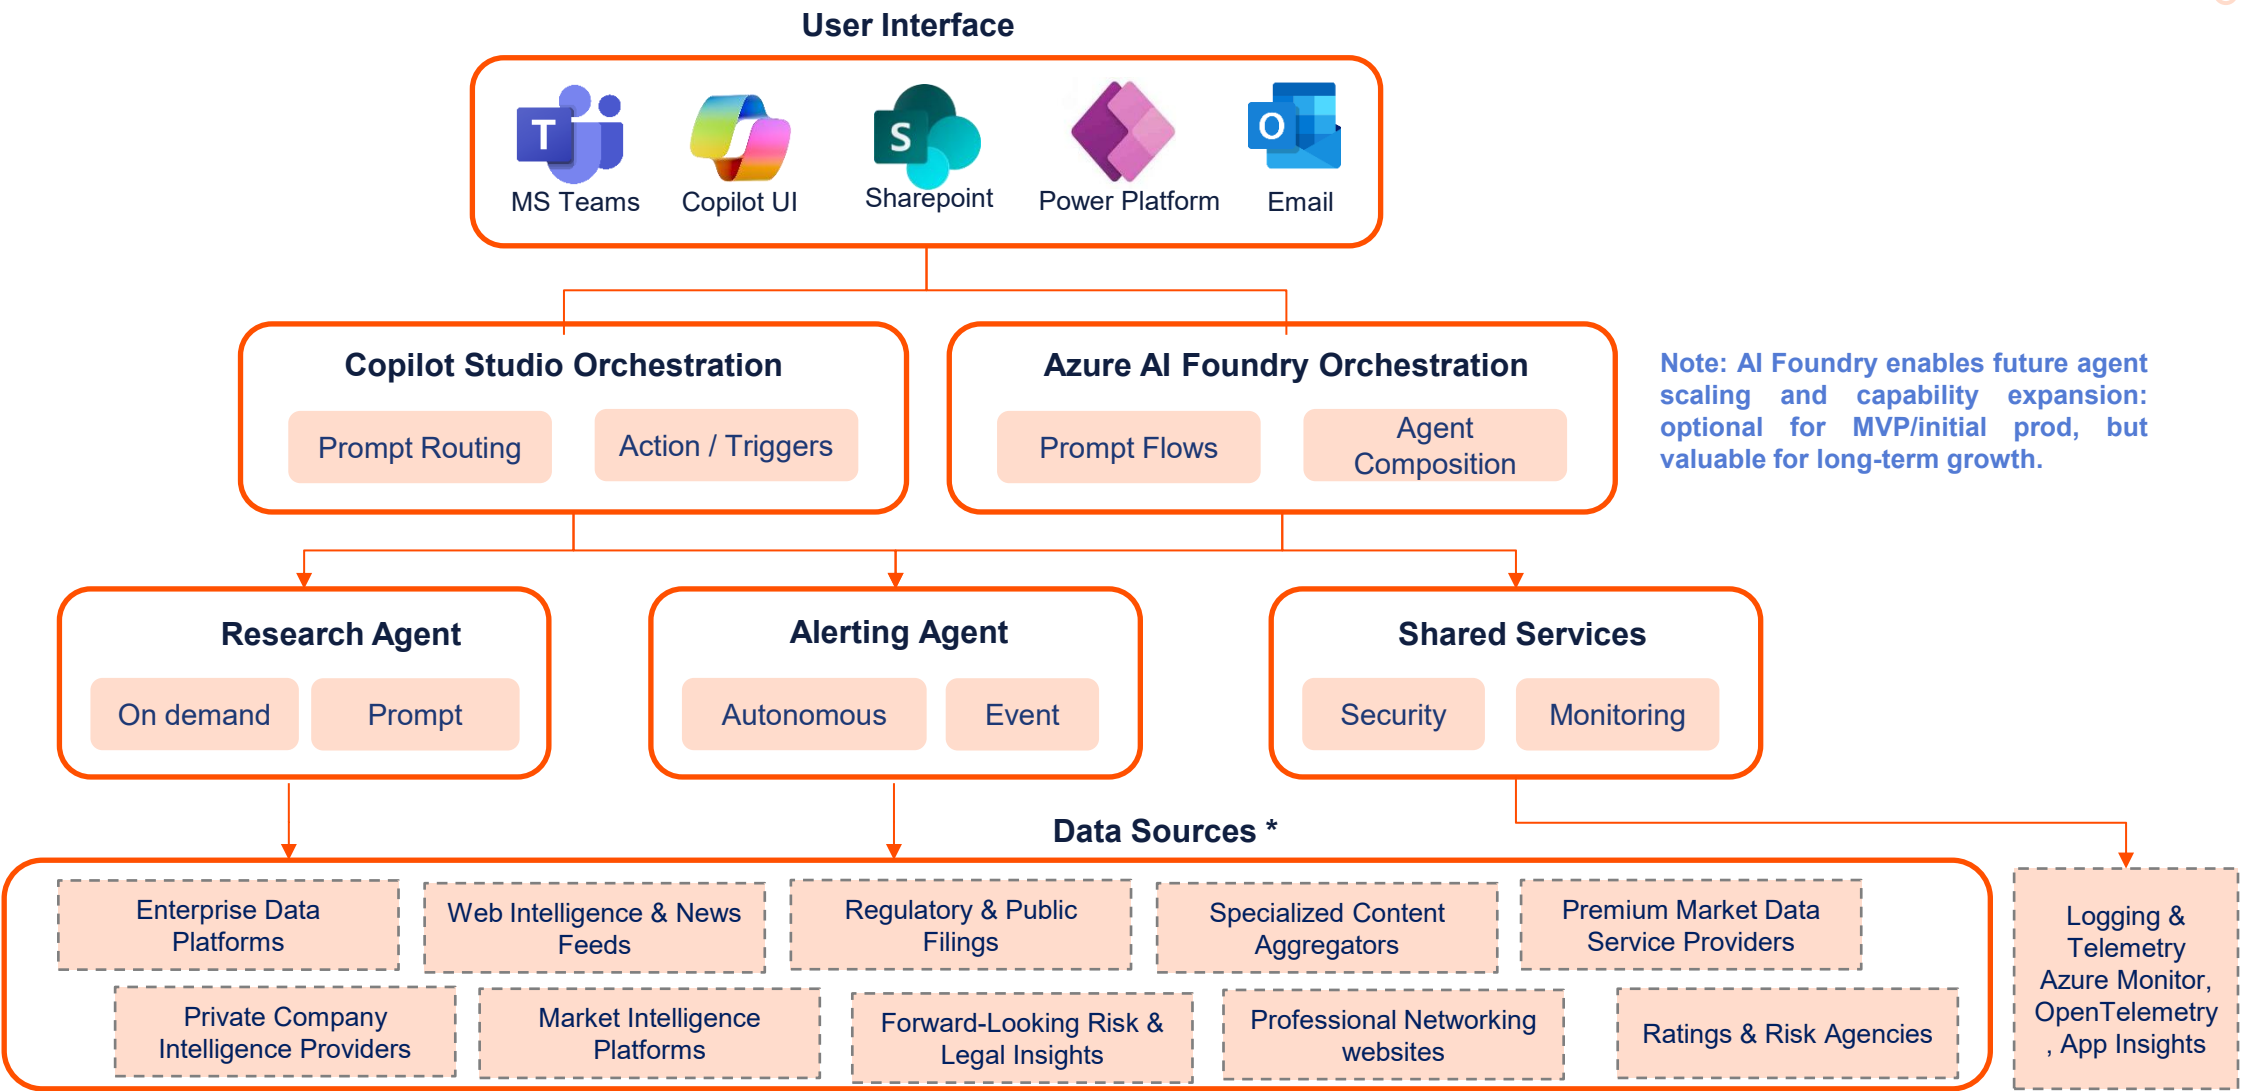 User Interface
T
S
O
MS Teams
Copilot UI
Sharepoint
Power Platform
Email
Copilot Studio Orchestration
Prompt Routing
Action / Triggers
Azure AI Foundry Orchestration
Prompt Flows
Agent
Composition
Note: AI Foundry enables future agent
scaling and capability expansion:
optional for MVP/initial prod, but
valuable for long-term growth.
Research Agent
On demand
Prompt
Alerting Agent
Autonomous
Event
Shared Services
Security
Monitoring
Data Sources *
Enterprise Data
Platforms
Web Intelligence & News
Feeds
Regulatory & Public
Filings
Specialized Content
Aggregators
Premium Market Data
Service Providers
Private Company
Intelligence Providers
Market Intelligence
Platforms
Forward-Looking Risk &
Legal Insights
Professional Networking
websites
Ratings & Risk Agencies
Logging &
Telemetry
Azure Monitor,
OpenTelemetry
, App Insights